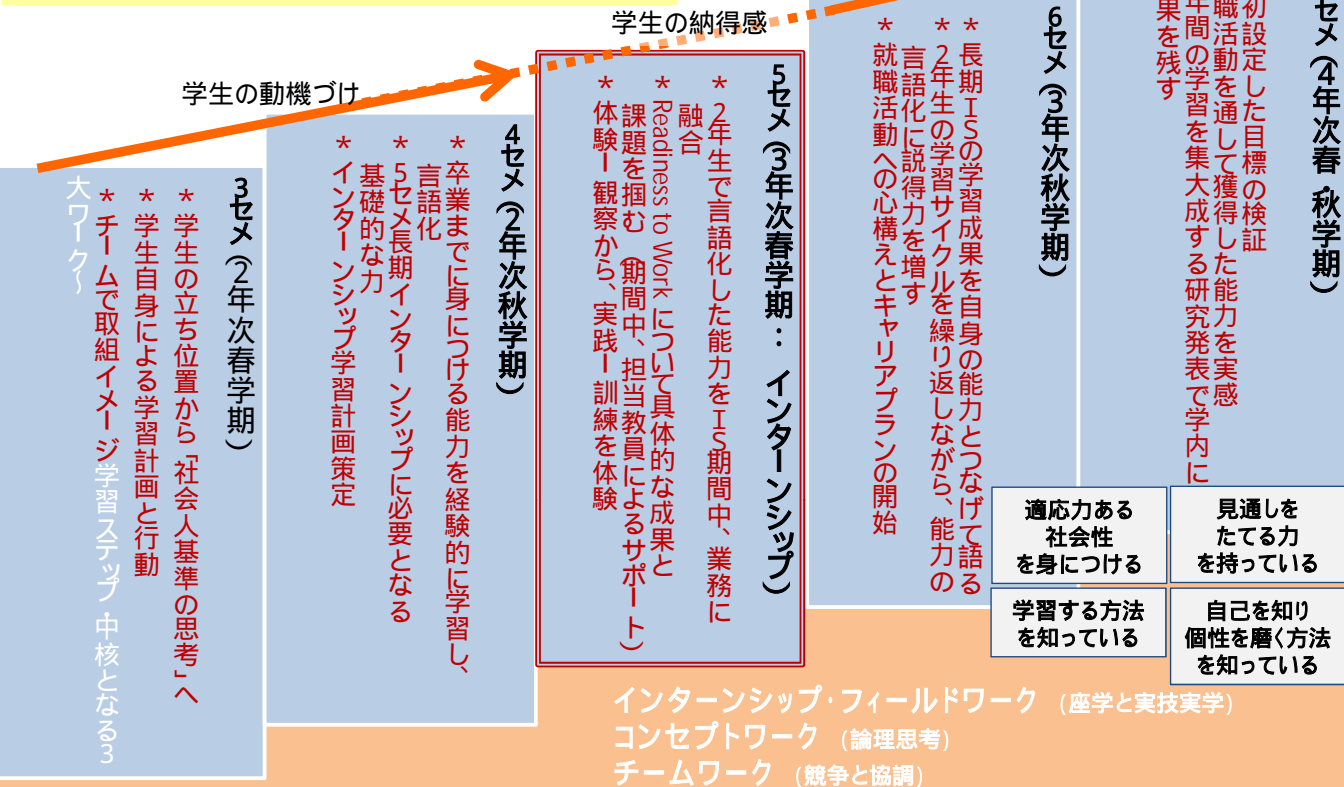 学生の納得感
学生の動機づけ
3セメ（2年次春学期）
＊学生の立ち位置から「社会人基準の思考」へ
＊学生自身による学習計画と行動
＊チームで取組イメージ
学習ステップ・中核となる3
大ワーク～
4セメ（2年次秋学期）
＊卒業までに身につける能力を経験的に学習し、
言語化
＊5セメ長期インターンシップに必要となる
基礎的な力
＊インターンシップ学習計画策定
5セメ（3年次春学期：インターンシップ）
＊2年生で言語化した能力をIS期間中、業務に
融合
＊Readiness to Work について具体的な成果と
課題を掴む（期間中、担当教員によるサポート）
＊体験ー観察から、実践ー訓練を体験
6セメ（3年次秋学期）
＊長期ISの学習成果を自身の能力とつなげて語る
＊2年生の学習サイクルを繰り返しながら、能力の
言語化に説得力を増す
＊就職活動への心構えとキャリアプランの開始
セメ（4年次春・秋学期）
初設定した目標の検証
職活動を通して獲得した能力を実感
年間の学習を集大成する研究発表で学内に
果を残す
適応力ある
社会性
を身につける
見通しを
たてる力
を持っている
学習する方法
を知っている
自己を知り
個性を磨く方法
を知っている
インターンシップ・フィールドワーク （座学と実技実学）
コンセプトワーク （論理思考）
チームワーク （競争と協調）